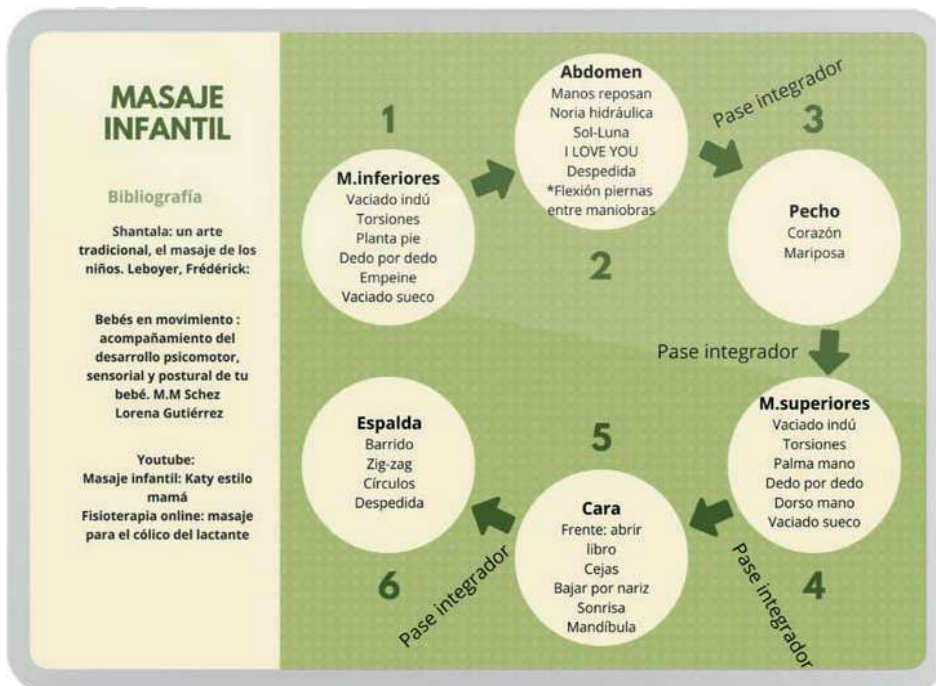 MASAJE
INFANTIL
Bibliografía
Shantala: un arte
tradicional, el masaje de los
niños. Leboyer, Frédérick:
Bebés en movimiento :
acompañamiento del
desarrollo psicomotor,
sensorial y postural de tu
bebé. M.M Schez
Lorena Gutiérrez
Youtube:
Masaje infantil: Katy estilo
mamá
Fisioterapia online: masaje
para el cólico del lactante
1
M.inferiores
Vaciado indú
Torsiones
Planta pie
Dedo por dedo
Empeine
Vaciado sueco
Abdomen
Manos reposan
Noria hidráulica
Sol-Luna
I LOVE YOU
Despedida
*Flexión piernas
entre maniobras
2
Pase integrador
3
Pecho
Corazón
Mariposa
Pase integrador
M.superiores
Vaciado indú
Torsiones
Palma mano
Dedo por dedo
Dorso mano
Vaciado sueco
4
Pase integrador
5
Cara
Frente: abrir
libro
Cejas
Bajar por nariz
Sonrisa
Mandíbula
Pase integrador
Espalda
Barrido
Zig-zag
Círculos
Despedida
6